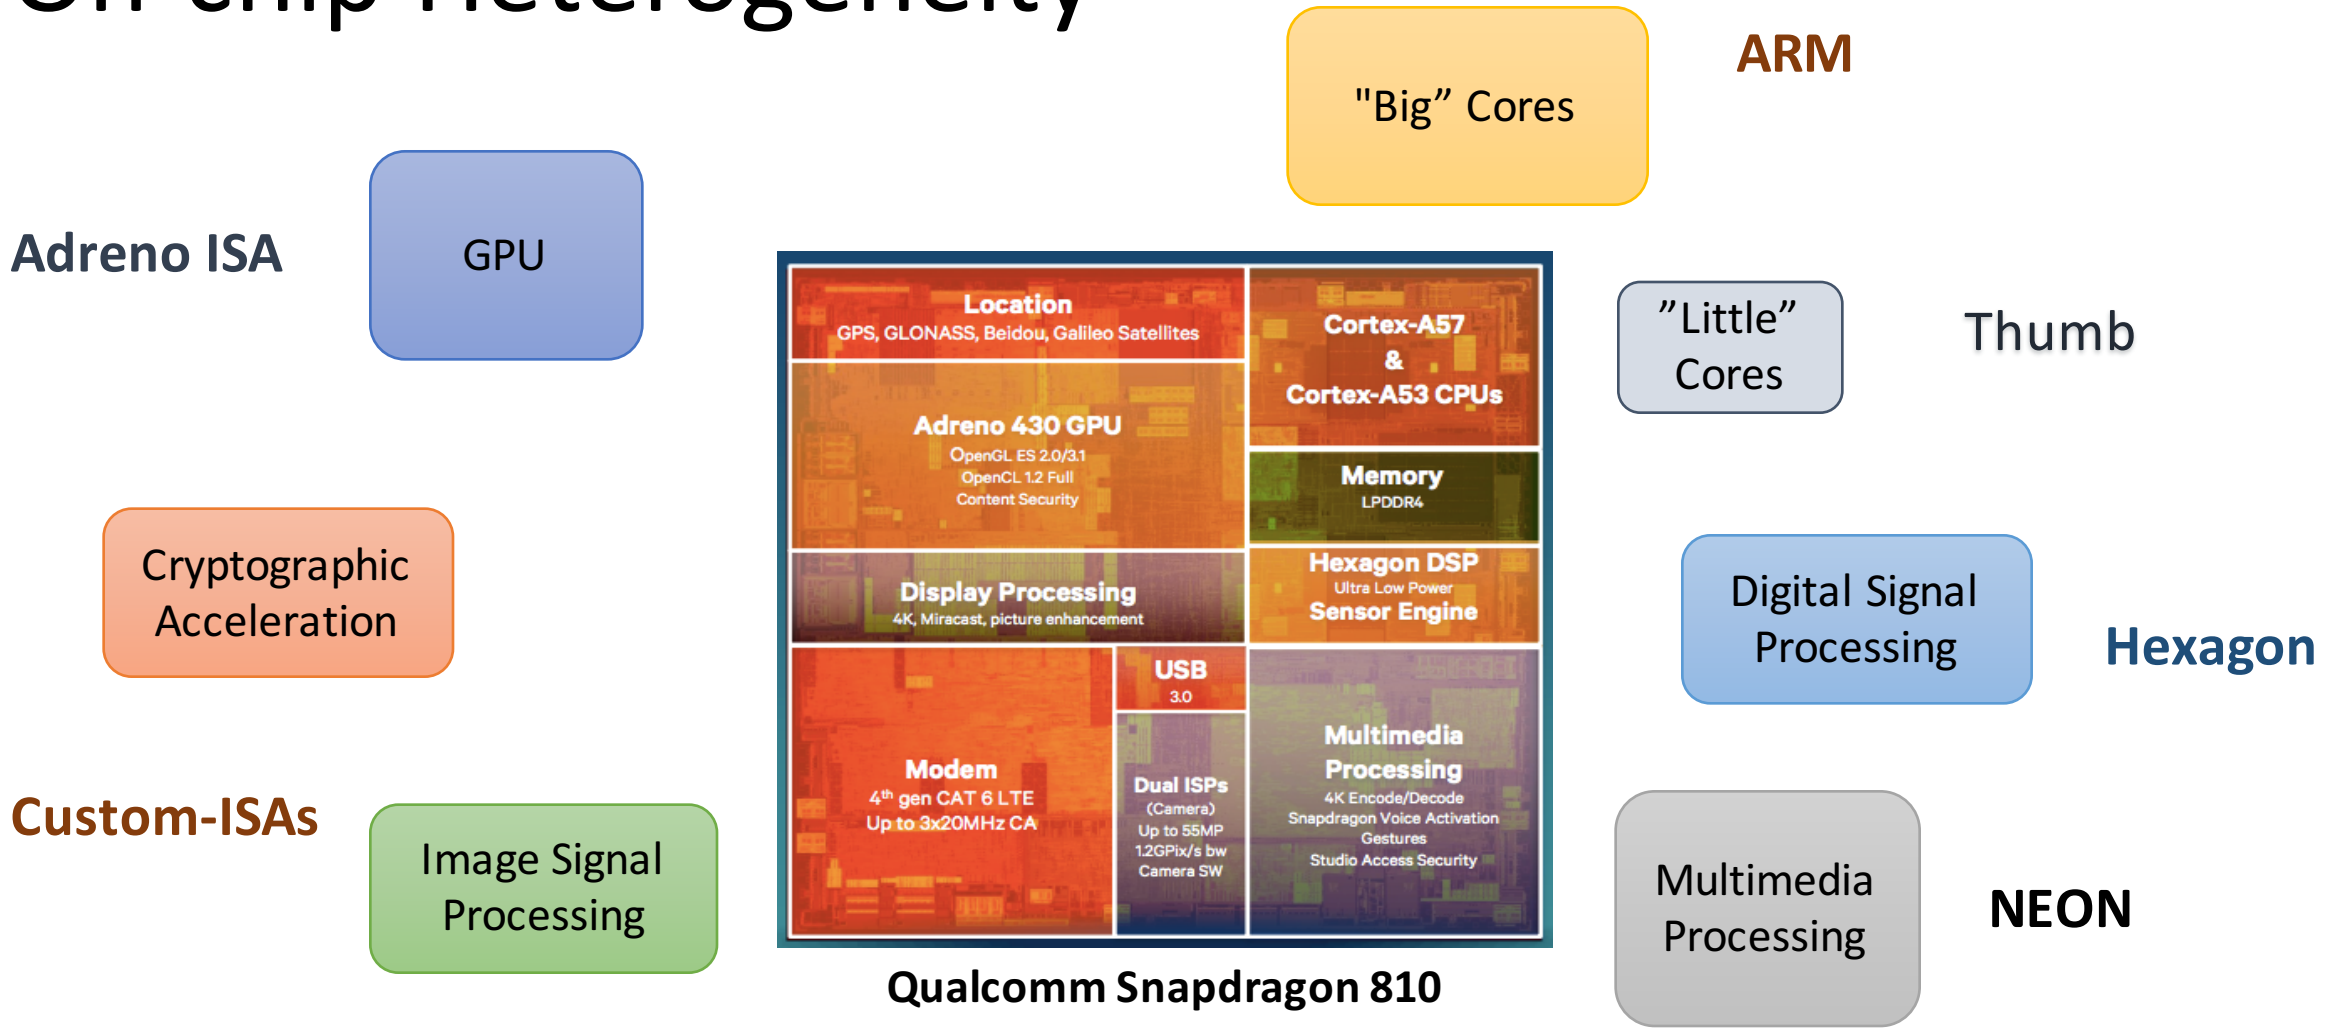 On-chip Heterogeneity
"Big” Cores
ARM
Adreno ISA
GPU
”Little”
Cores
Thumb
Cryptographic
Acceleration
Digital Signal
Processing
Hexagon
Custom-ISAs
Image Signal
Processing
Multimedia
Processing
NEON
Location
GPS, GLONASS, Beidou, Galileo Satellites
Cortex-A57
&
Cortex-A53 CPUs
Adreno 430 GPU
OpenGL ES 2.0/3.1
OpenCL 1.2 Full
Content Security
Memory
LPDDR4
Hexagon DSP
Ultra Low Power
Sensor Engine
Display Processing
4K, Miracast, picture enhancement
USB
3.0
Modem
4th gen CAT 6 LTE
Up to 3x20MHz CA
Dual ISPs
(Camera)
Up to 55MP
1.2GPix/s bw
Camera SW
Multimedia
Processing
4K Encode/Decode
Snapdragon Voice Activation
Gestures
Studio Access Security
Qualcomm Snapdragon 810